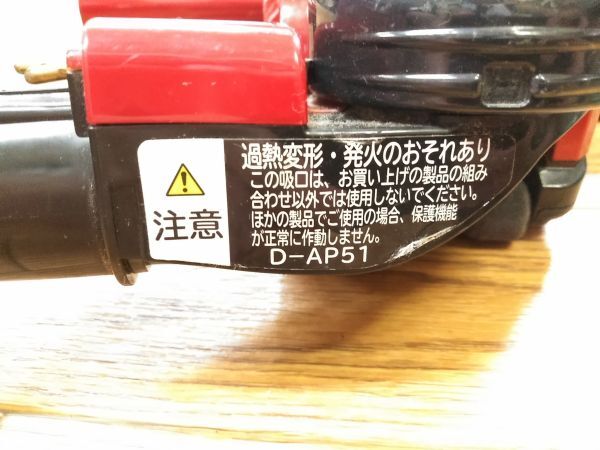 注意
過熱変形・発火のおそれあり
この吸口は、お買い上げの製品の組み
合わせ以外では使用しないでください。
ほかの製品でご使用の場合、保護機能
が正常に作動しません。
D-AP51